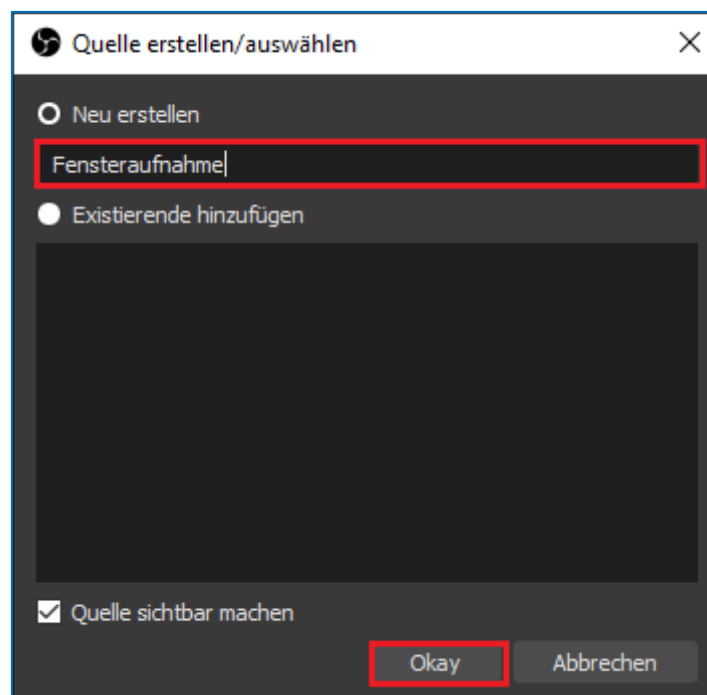 Quelle erstellen/auswählen
Neu erstellen
Fensteraufnahme
Existierende hinzufügen
Quelle sichtbar machen
Okay Abbrechen